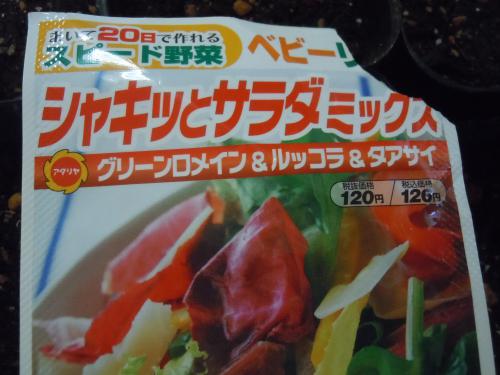 まいて20日で作れる
スピード野菜
ベビーリ
シャキッとサラダミックス
アタリヤ
グリーンロメイン&ルッコラ&タアサイ
税抜価格 税込価格
120円 126円